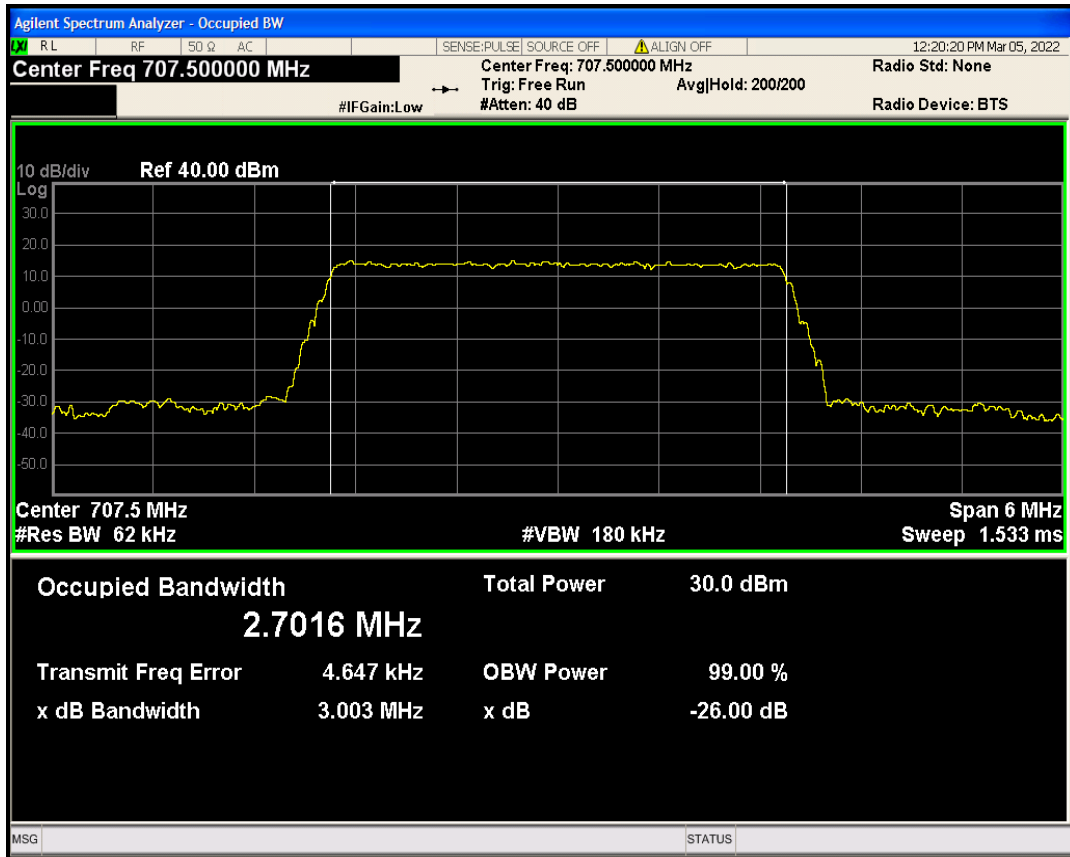 Agilent Spectrum Analyzer - Occupied BW
LXI RL RF 50 Ω AC SENSE:PULSE SOURCE OFF ALIGN OFF 12:20:20 PM Mar 05, 2022
Center Freq 707.500000 MHz Center Freq: 707.500000 MHz Radio Std: None
Trig: Free Run Avg|Hold: 200/200
#IFGain:Low #Atten: 40 dB Radio Device: BTS
10 dB/div Ref 40.00 dBm
Log
30.0
20.0
10.0
0.00
-10.0
-20.0
-30.0
-40.0
-50.0
Center 707.5 MHz Span 6 MHz
#Res BW 62 kHz #VBW 180 kHz Sweep 1.533 ms
Occupied Bandwidth Total Power 30.0 dBm
2.7016 MHz
Transmit Freq Error 4.647 kHz OBW Power 99.00 %
x dB Bandwidth 3.003 MHz x dB -26.00 dB
MSG STATUS